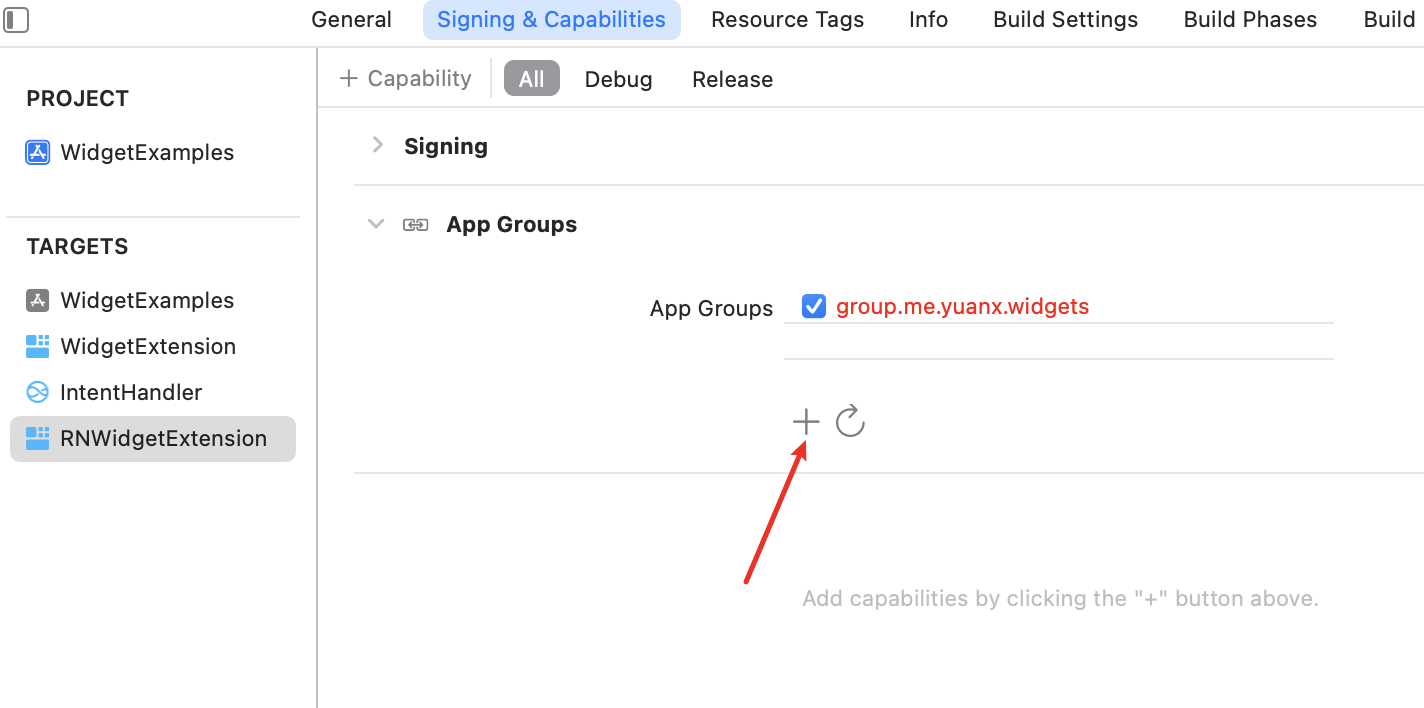 General Signing & Capabilities Resource Tags Info Build Settings Build Phases Build
+ Capability All Debug Release
PROJECT
WidgetExamples
TARGETS
WidgetExamples
WidgetExtension
IntentHandler
RNWidgetExtension
Signing
App Groups
App Groups group.me.yuanx.widgets
Add capabilities by clicking the "+" button above.